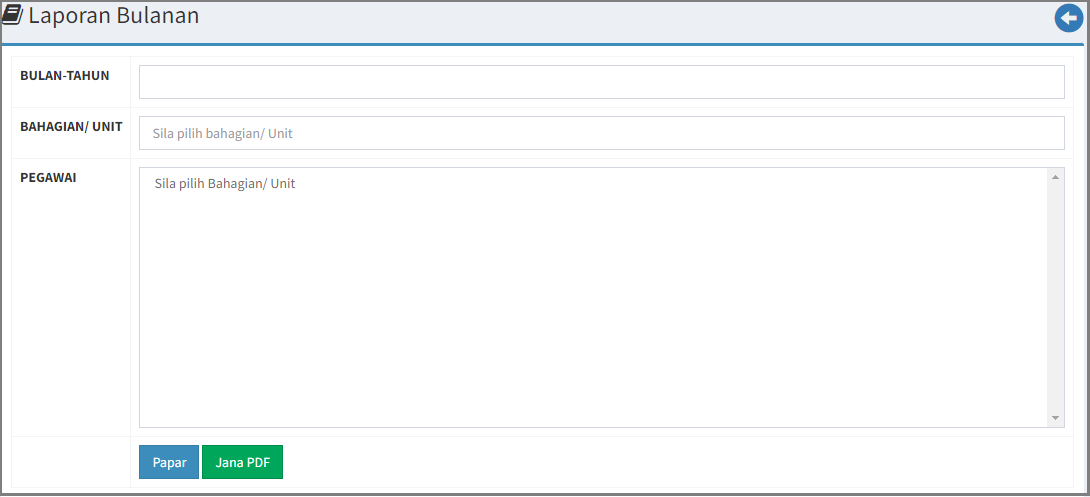 Laporan Bulanan
BULAN-TAHUN
BAHAGIAN/ UNIT
Sila pilih bahagian/ Unit
PEGAWAI
Sila pilih Bahagian/ Unit
Papar
Jana PDF